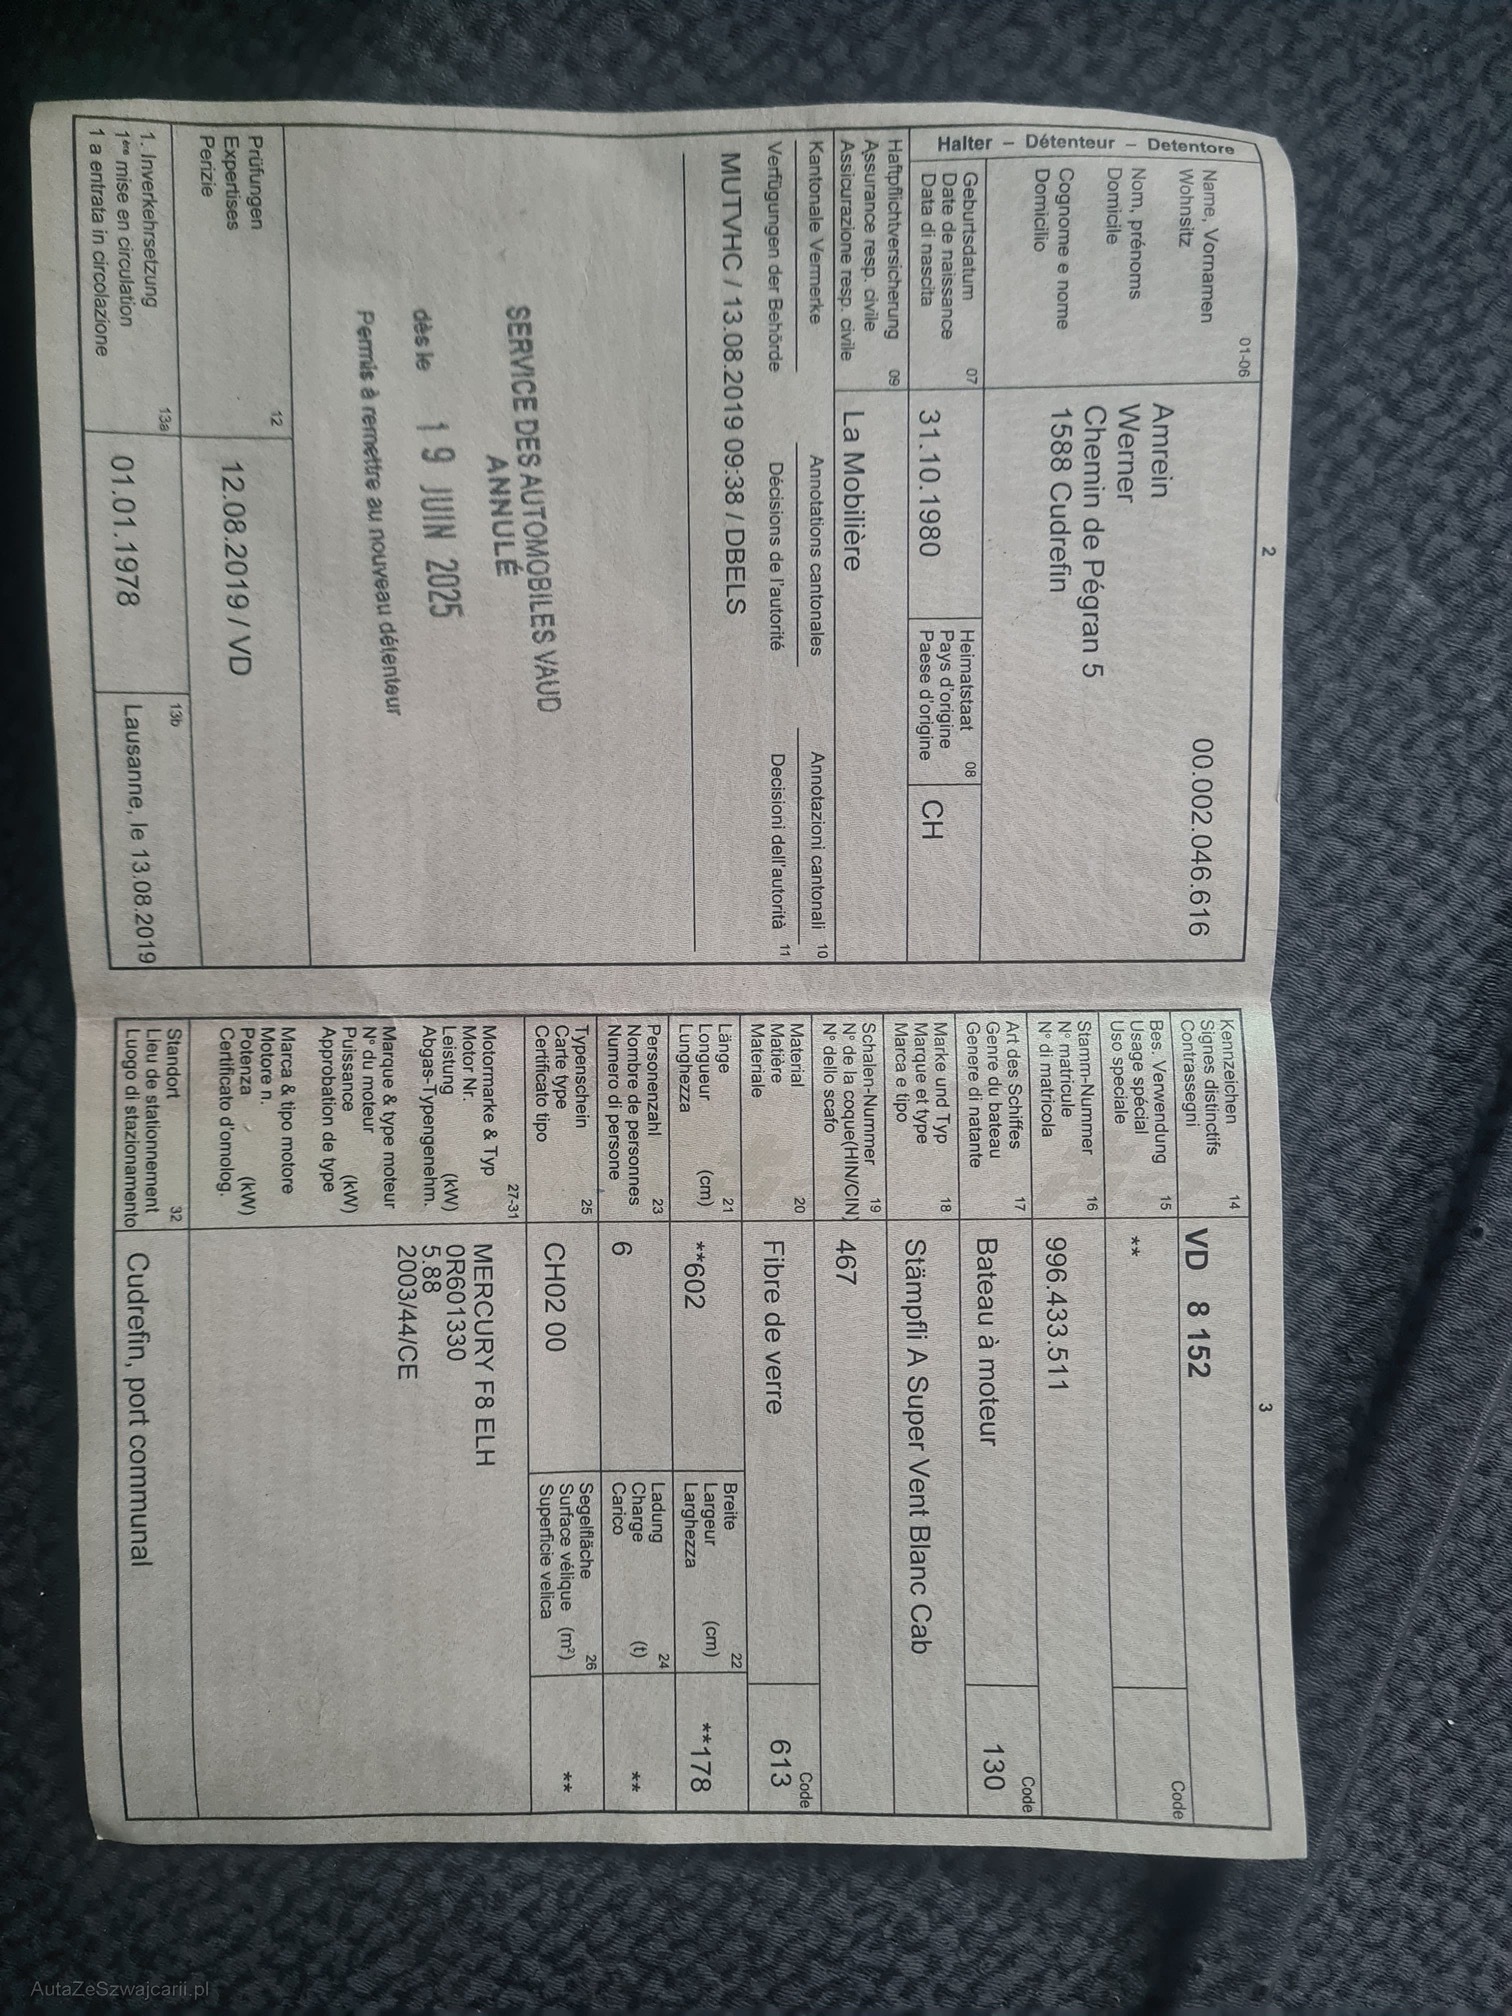 2
01-06
Halter – Détenteur – Detentore
Name, Vornamen
Wohnsitz
Nom, prénoms
Domicile
Cognome e nome
Domicilio
00.002.046.616
Amrein
Werner
Chemin de Pégran 5
1588 Cudrefin
Geburtsdatum 07
Date de naissance
Data di nascita
31.10.1980
Heimatstaat 08
Pays d'origine
Paese d'origine
CH
Haftpflichtversicherung 09
Assurance resp. civile
Assicurazione resp. civile
La Mobilière
Kantonale Vermerke Annotations cantonales Annotazioni cantonali 10
Verfügungen der Behörde Décisions de l'autorité Decisioni dell'autorità 11
MUTVHC / 13.08.2019 09:38 / DBELS
SERVICE DES AUTOMOBILES VAUD
ANNULÉ
dès le 19 JUIN 2025
Permis à remettre au nouveau détenteur
Prüfungen 12
Expertises
Perizie
12.08.2019 / VD
1. Inverkehrsetzung 13a
1ère mise en circulation
1 a entrata in circolazione
01.01.1978
13b
Lausanne, le 13.08.2019
3
Kennzeichen 14
Signes distinctifs
Contrassegni
VD 8 152
Bes. Verwendung 15
Usage spécial
Uso speciale
**
Code
Stamm-Nummer 16
N° matricule
N° di matricola
996.433.511
Art des Schiffes 17
Genre du bateau
Genere di natante
Bateau à moteur
Code
130
Marke und Typ 18
Marque et type
Marca e tipo
Stämpfli A Super Vent Blanc Cab
Schalen-Nummer 19
N° de la coque(HIN/CIN)
N° dello scafo
467
Material 20
Matière
Materiale
Fibre de verre
Code
613
Länge 21
Longueur (cm)
Lunghezza
**602
Breite 22
Largeur (cm)
Larghezza
**178
Personenzahl 23
Nombre de personnes
Numero di persone
6
Ladung 24
Charge (t)
Carico
**
Typenschein 25
Carte type
Certificato tipo
CH02 00
Segelfläche 26
Surface vélique (m²)
Superficie velica
**
27-31
Motormarke & Typ
Motor Nr.
Leistung (kW)
Abgas-Typengenehm.
Marque & type moteur
N° du moteur
Puissance (kW)
Approbation de type
Marca & tipo motore
Motore n.
Potenza (kW)
Certificato d'omolog.
MERCURY F8 ELH
0R601330
5.88
2003/44/CE
Standort 32
Lieu de stationnement
Luogo di stazionamento
Cudrefin, port communal
AutaZeSzwajcarii.pl